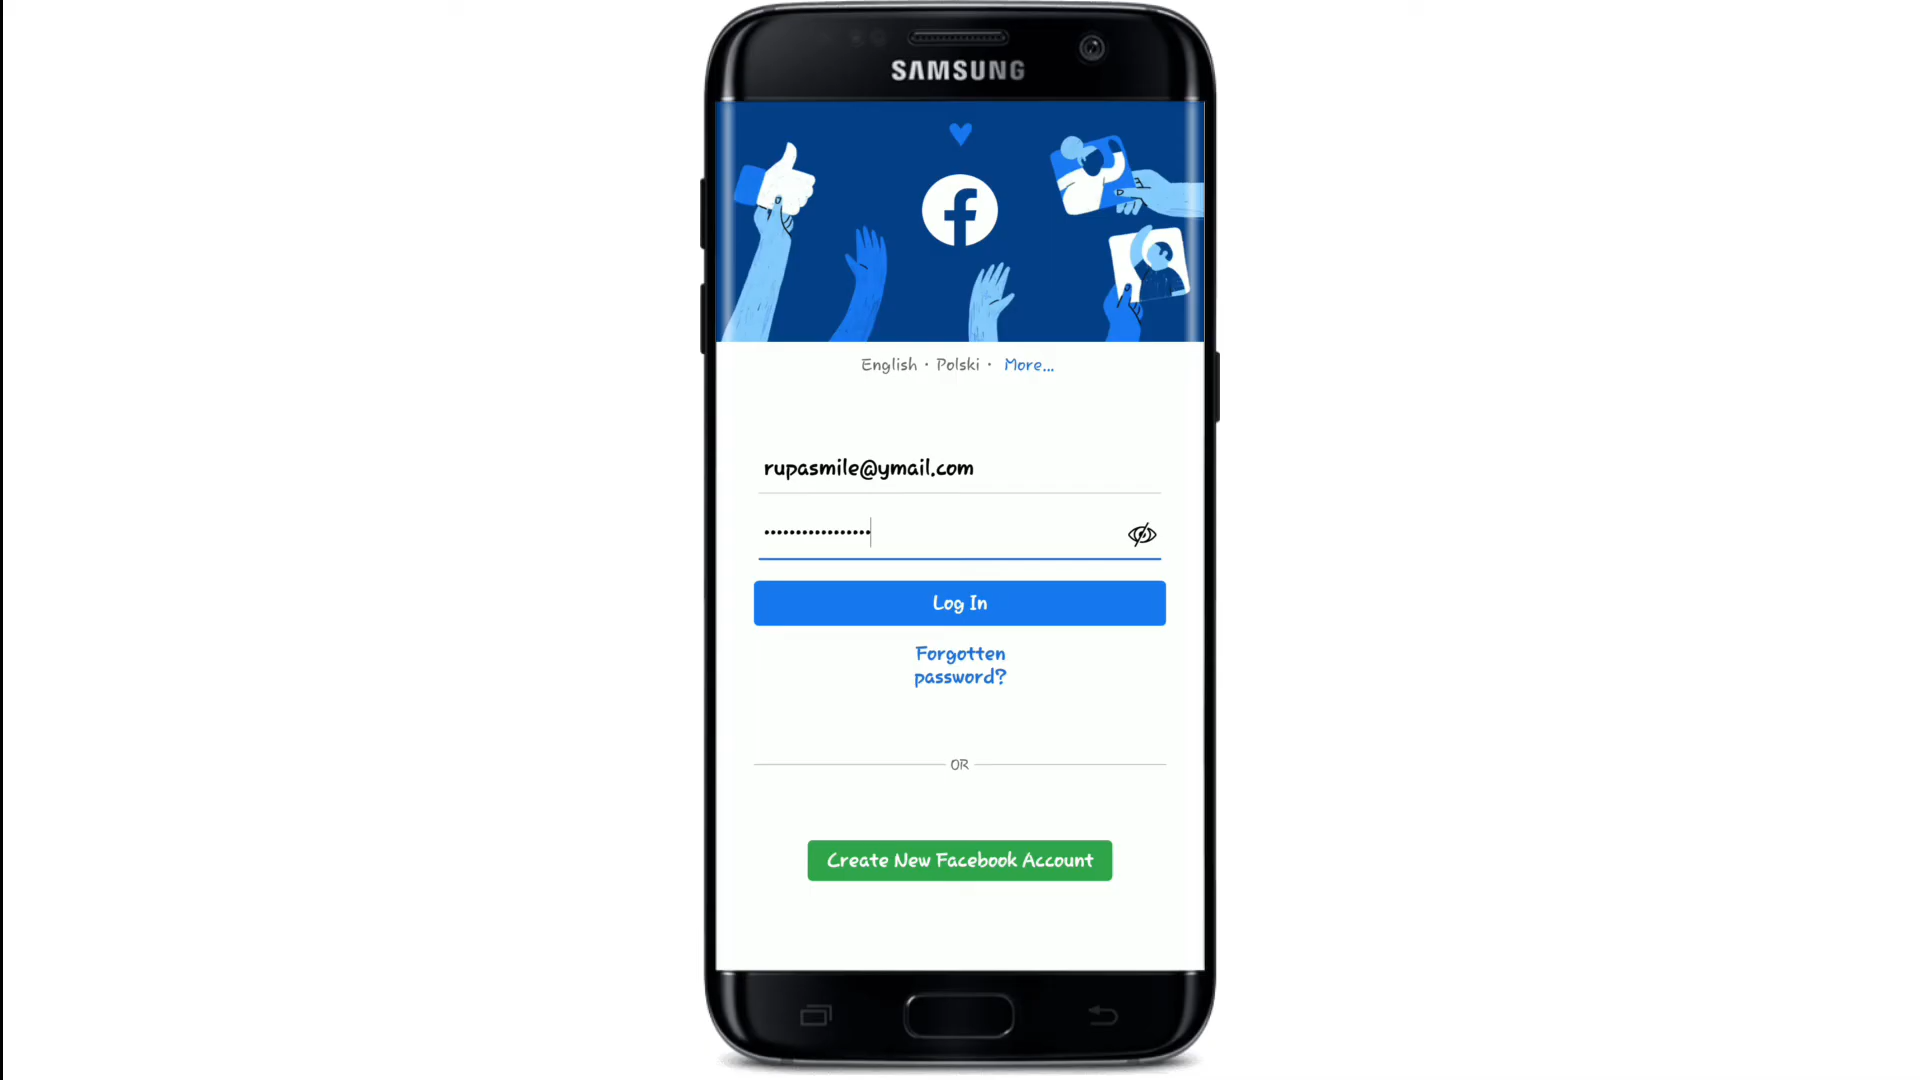 SAMSUNG
English · Polski · More...
rupasmile@ymail.com
•••••••••••••••••
Log In
Forgotten
password?
OR
Create New Facebook Account